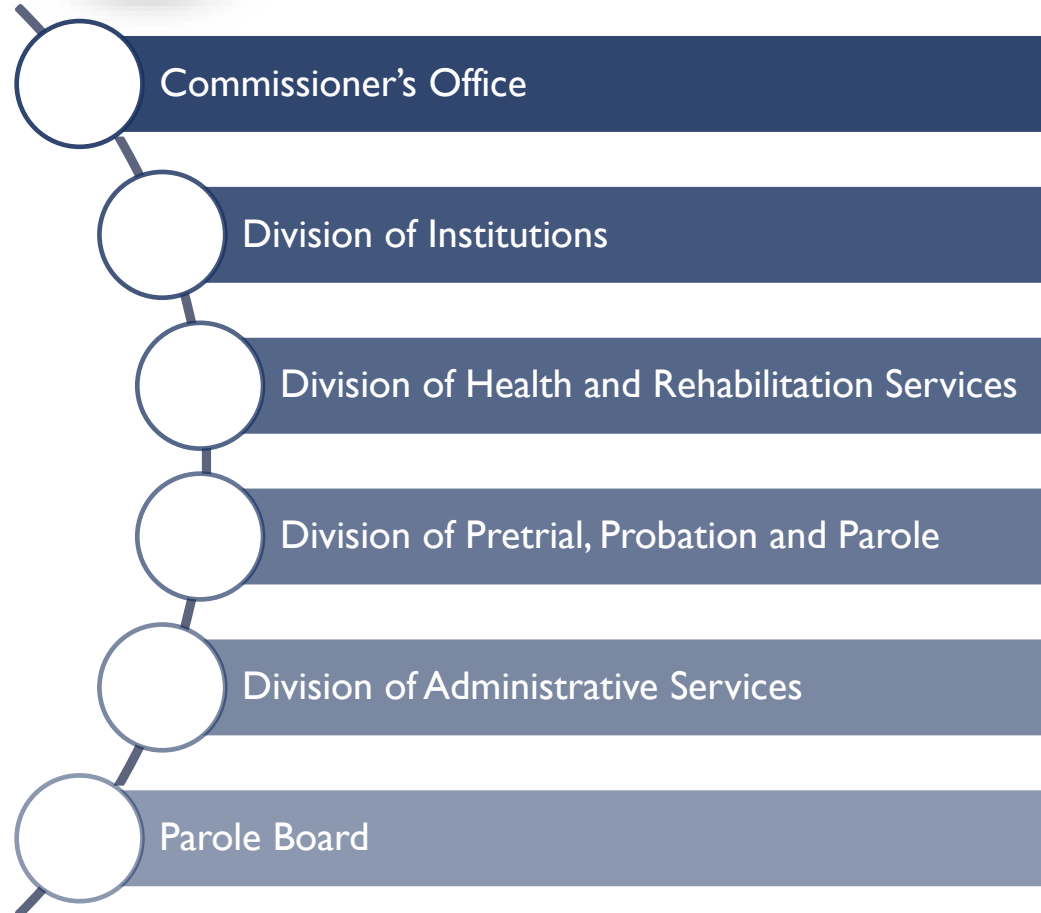 Commissioner’s Office
Division of Institutions
Division of Health and Rehabilitation Services
Division of Pretrial, Probation and Parole
Division of Administrative Services
Parole Board